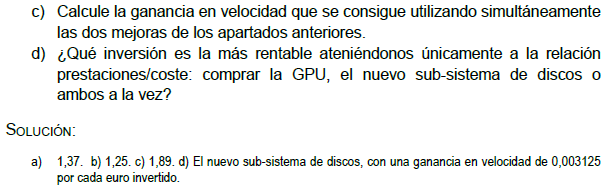 c) Calcule la ganancia en velocidad que se consigue utilizando simultáneamente
las dos mejoras de los apartados anteriores.
d) ¿Qué inversión es la más rentable ateniéndonos únicamente a la relación
prestaciones/coste: comprar la GPU, el nuevo sub-sistema de discos o
ambos a la vez?
SOLUCIÓN:
a) 1,37. b) 1,25. c) 1,89. d) El nuevo sub-sistema de discos, con una ganancia en velocidad de 0,003125
por cada euro invertido.